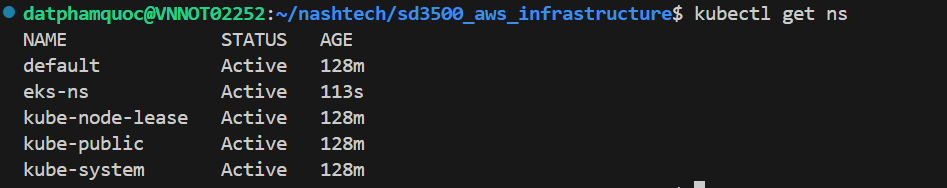 datphamquoc@VNNOT02252:~/nashtech/sd3500_aws_infrastructure$ kubectl get ns
NAME              STATUS   AGE
default           Active   128m
eks-ns            Active   113s
kube-node-lease   Active   128m
kube-public       Active   128m
kube-system       Active   128m